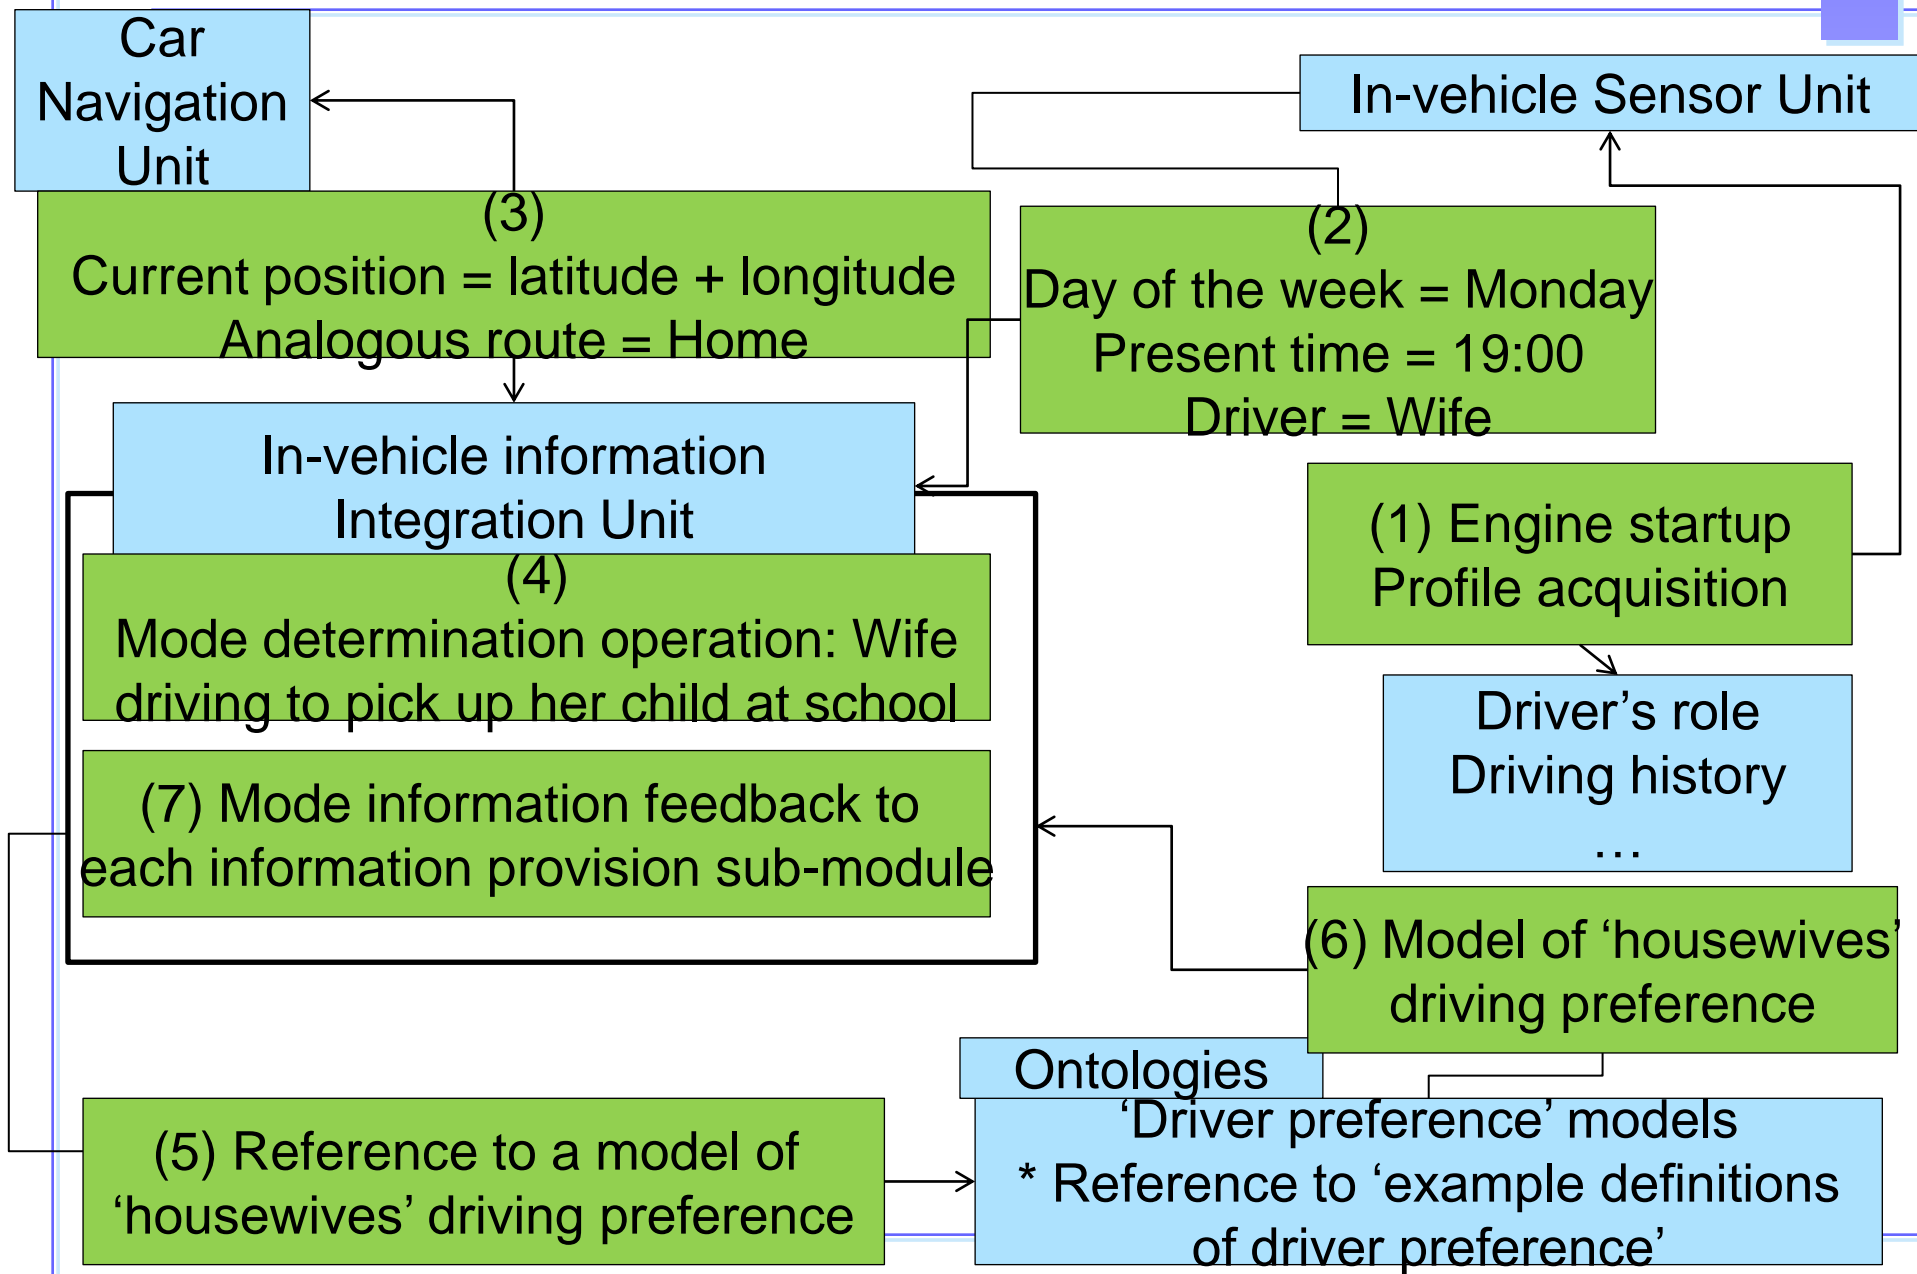 Car
Navigation
Unit
In-vehicle Sensor Unit
(3)
Current position = latitude + longitude
Analogous route = Home
(2)
Day of the week = Monday
Present time = 19:00
Driver = Wife
In-vehicle information
Integration Unit
(1) Engine startup
Profile acquisition
(4)
Mode determination operation: Wife
driving to pick up her child at school
Driver’s role
Driving history
…
(7) Mode information feedback to
each information provision sub-module
(6) Model of ‘housewives’
driving preference
Ontologies
(5) Reference to a model of
‘housewives’ driving preference
‘Driver preference’ models
* Reference to ‘example definitions
of driver preference’